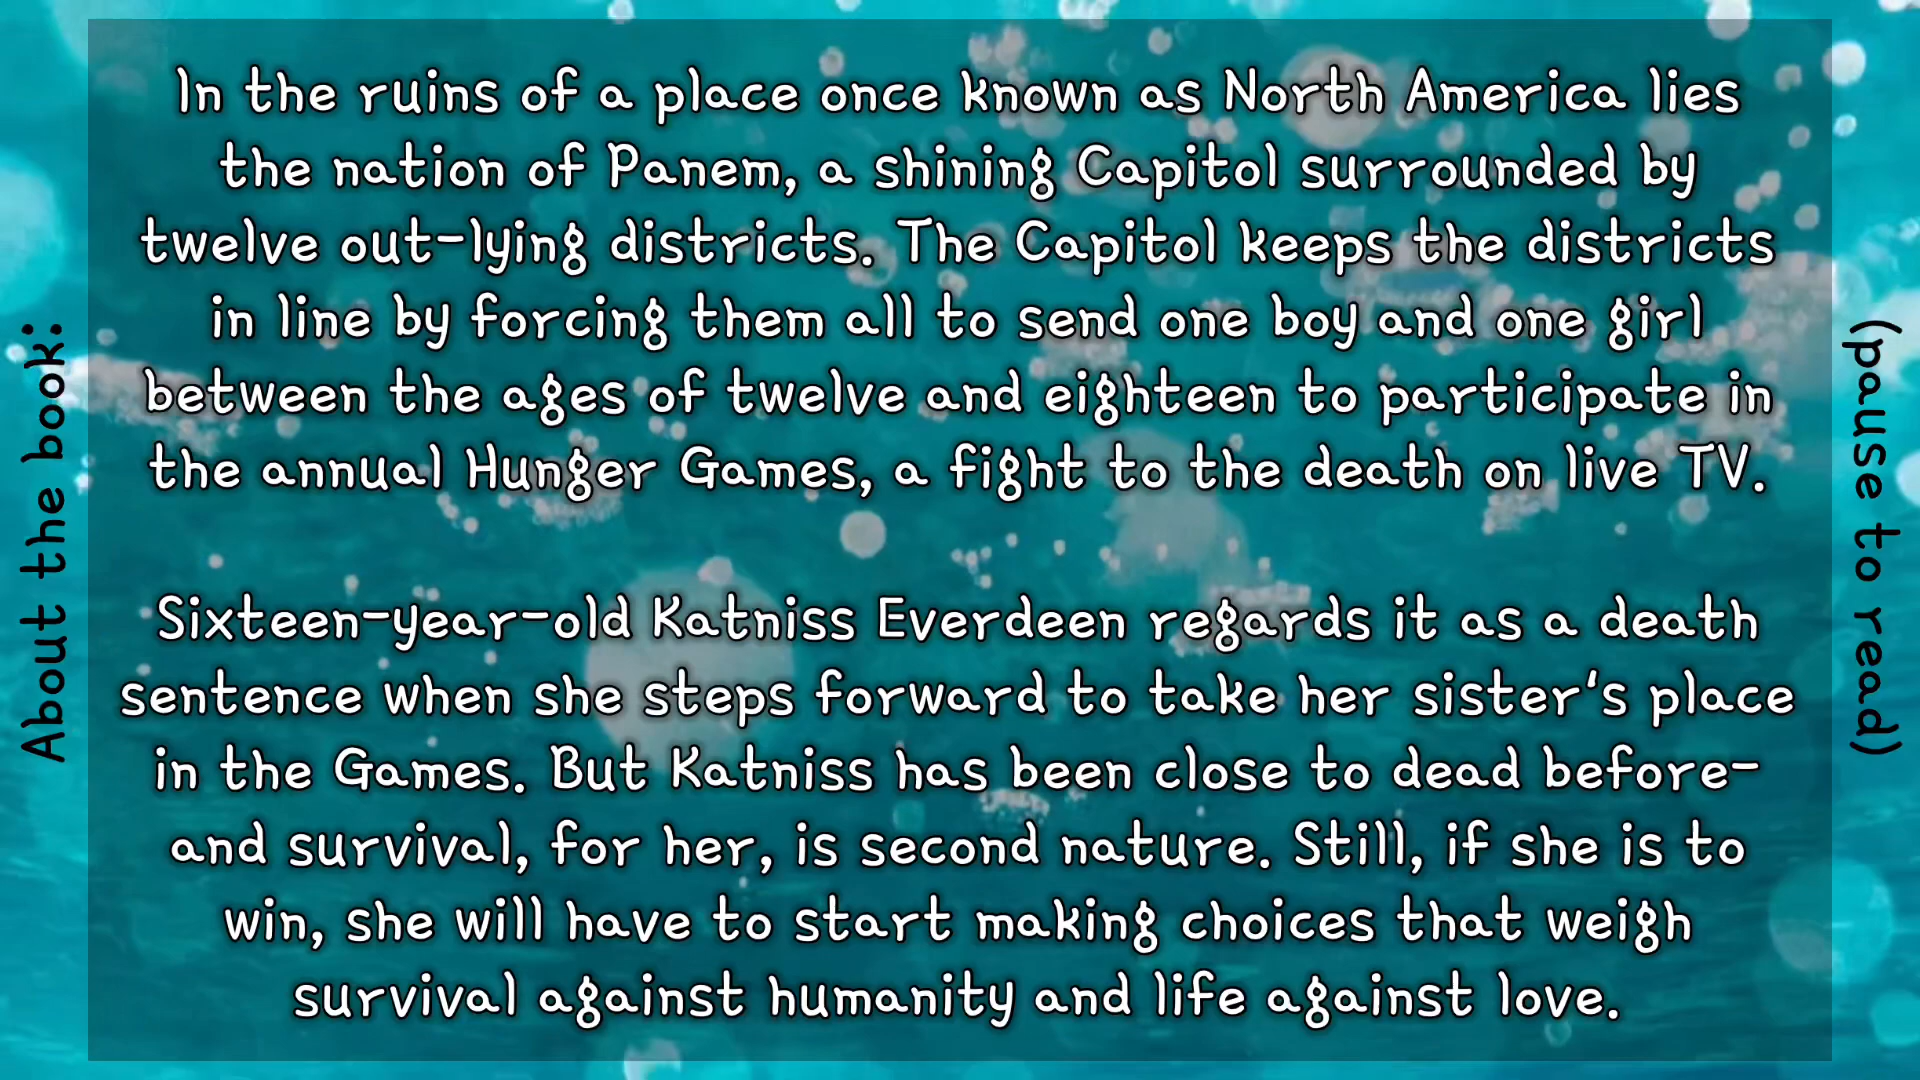 About the book:
In the ruins of a place once known as North America lies
the nation of Panem, a shining Capitol surrounded by
twelve out-lying districts. The Capitol keeps the districts
in line by forcing them all to send one boy and one girl
between the ages of twelve and eighteen to participate in
the annual Hunger Games, a fight to the death on live TV.
Sixteen-year-old Katniss Everdeen regards it as a death
sentence when she steps forward to take her sister's place
in the Games. But Katniss has been close to dead before-
and survival, for her, is second nature. Still, if she is to
win, she will have to start making choices that weigh
survival against humanity and life against love.
(pause to read)